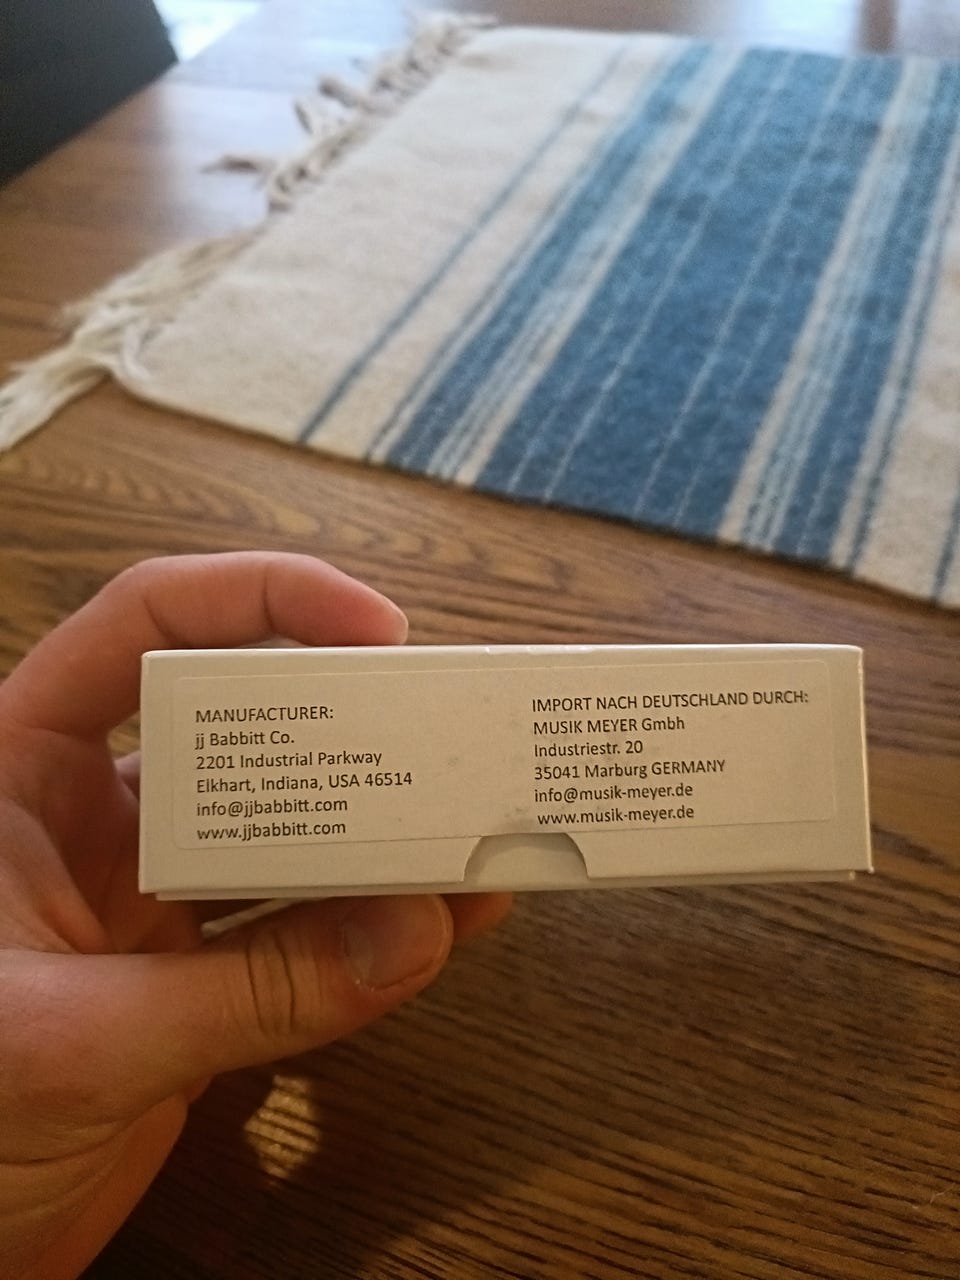 MANUFACTURER:
jj Babbitt Co.
2201 Industrial Parkway
Elkhart, Indiana, USA 46514
info@jjbabbitt.com
www.jjbabbitt.com
IMPORT NACH DEUTSCHLAND DURCH:
MUSIK MEYER Gmbh
Industriestr. 20
35041 Marburg GERMANY
info@musik-meyer.de
www.musik-meyer.de